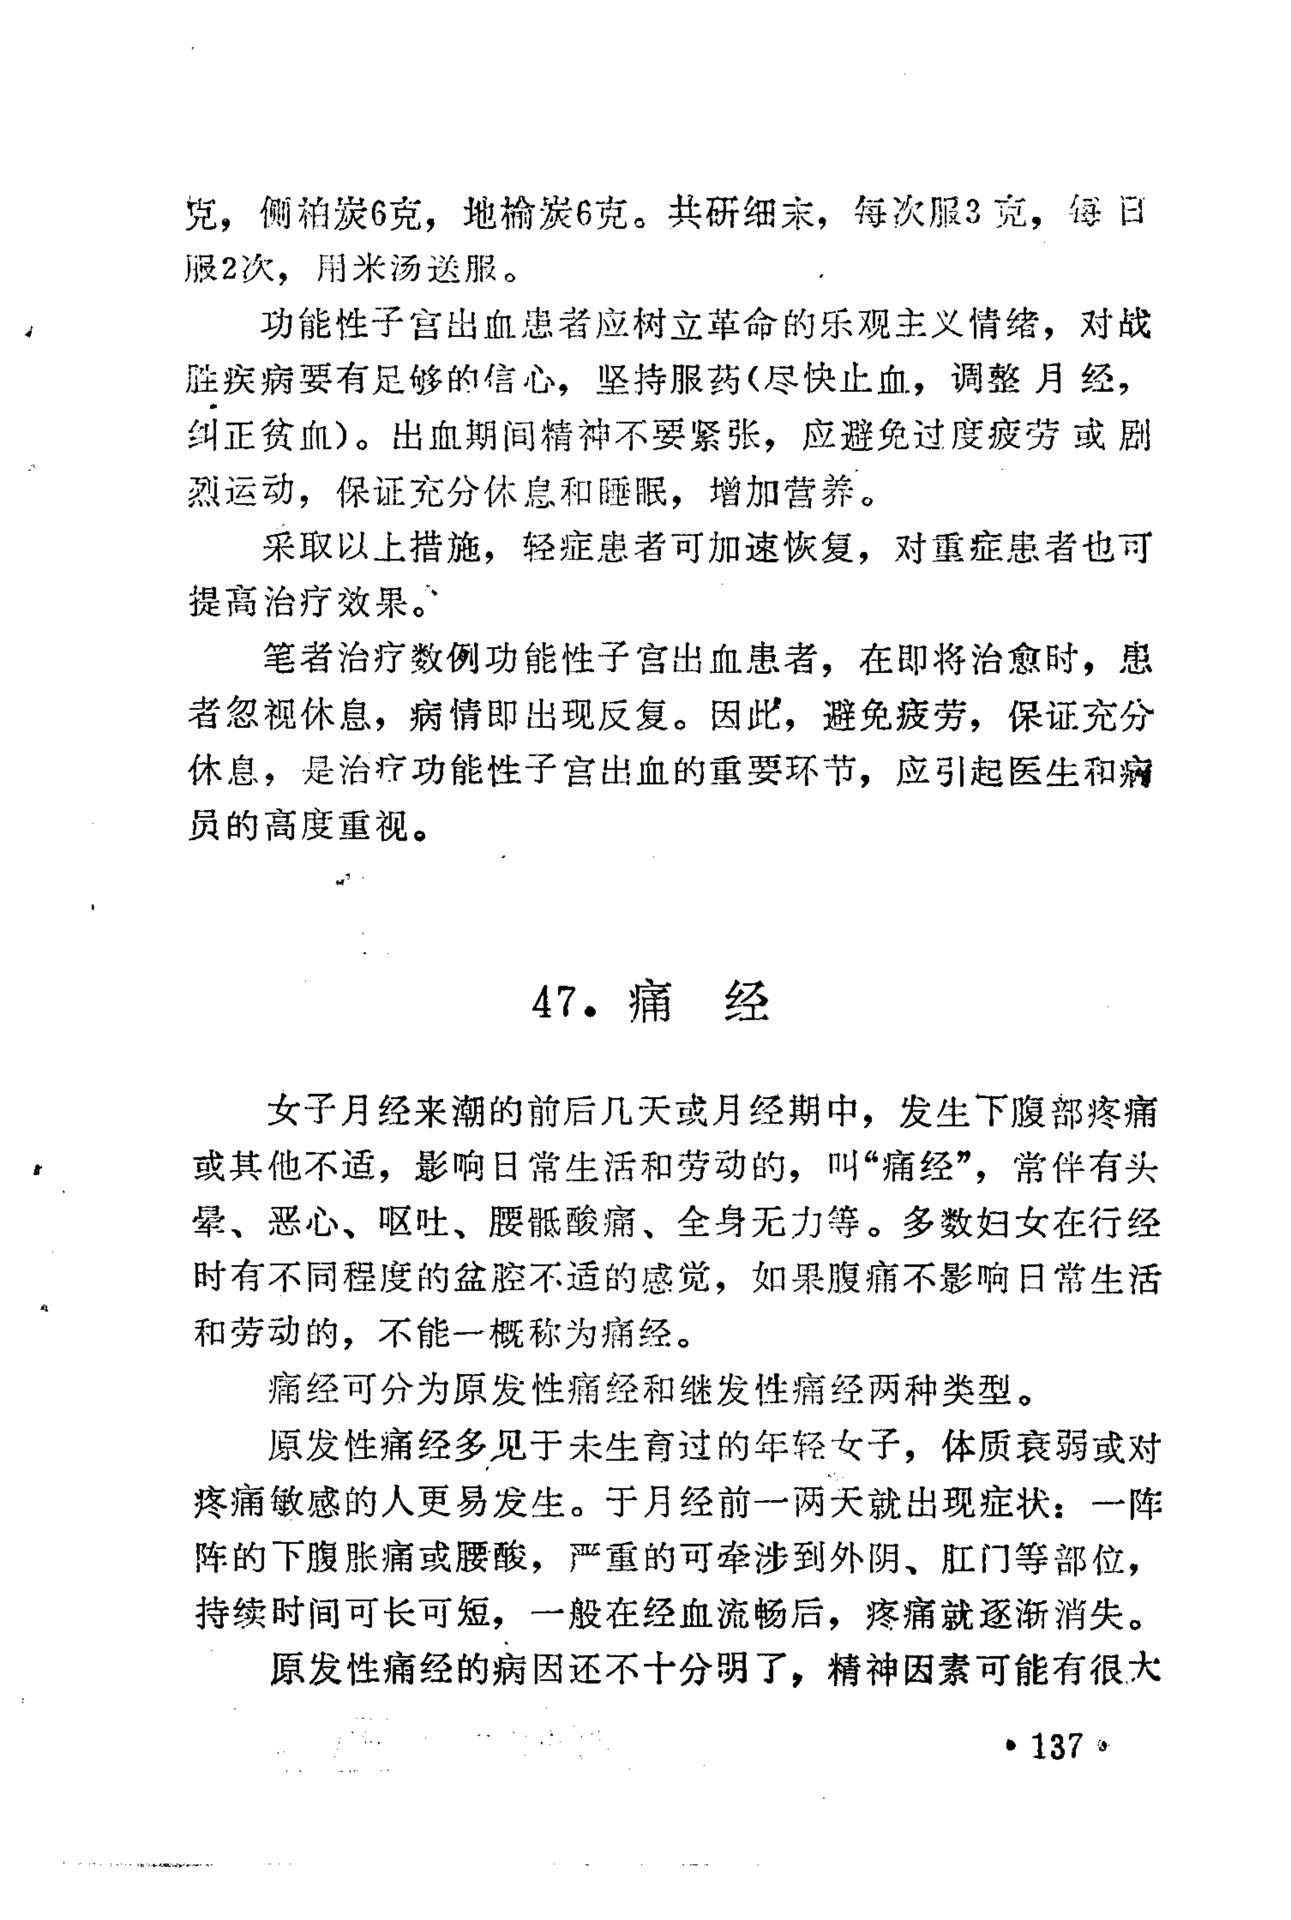 克，侧柏炭6克，地榆炭6克。共研细末，每次服3克，每日
服2次，用米汤送服。
功能性子宫出血患者应树立革命的乐观主义情绪，对战
胜疾病要有足够的信心，坚持服药(尽快止血，调整月经，
纠正贫血)。出血期间精神不要紧张，应避免过度疲劳或剧
烈运动，保证充分休息和睡眠，增加营养。
采取以上措施，轻症患者可加速恢复，对重症患者也可
提高治疗效果。
笔者治疗数例功能性子宫出血患者，在即将治愈时，患
者忽视休息，病情即出现反复。因此，避免疲劳，保证充分
休息，是治疗功能性子宫出血的重要环节，应引起医生和病
员的高度重视。
47．痛　经
女子月经来潮的前后几天或月经期中，发生下腹部疼痛
或其他不适，影响日常生活和劳动的，叫“痛经”，常伴有头
晕、恶心、呕吐、腰骶酸痛、全身无力等。多数妇女在行经
时有不同程度的盆腔不适的感觉，如果腹痛不影响日常生活
和劳动的，不能一概称为痛经。
痛经可分为原发性痛经和继发性痛经两种类型。
原发性痛经多见于未生育过的年轻女子，体质衰弱或对
疼痛敏感的人更易发生。于月经前一两天就出现症状：一阵
阵的下腹胀痛或腰酸，严重的可牵涉到外阴、肛门等部位，
持续时间可长可短，一般在经血流畅后，疼痛就逐渐消失。
原发性痛经的病因还不十分明了，精神因素可能有很大
• 137 •